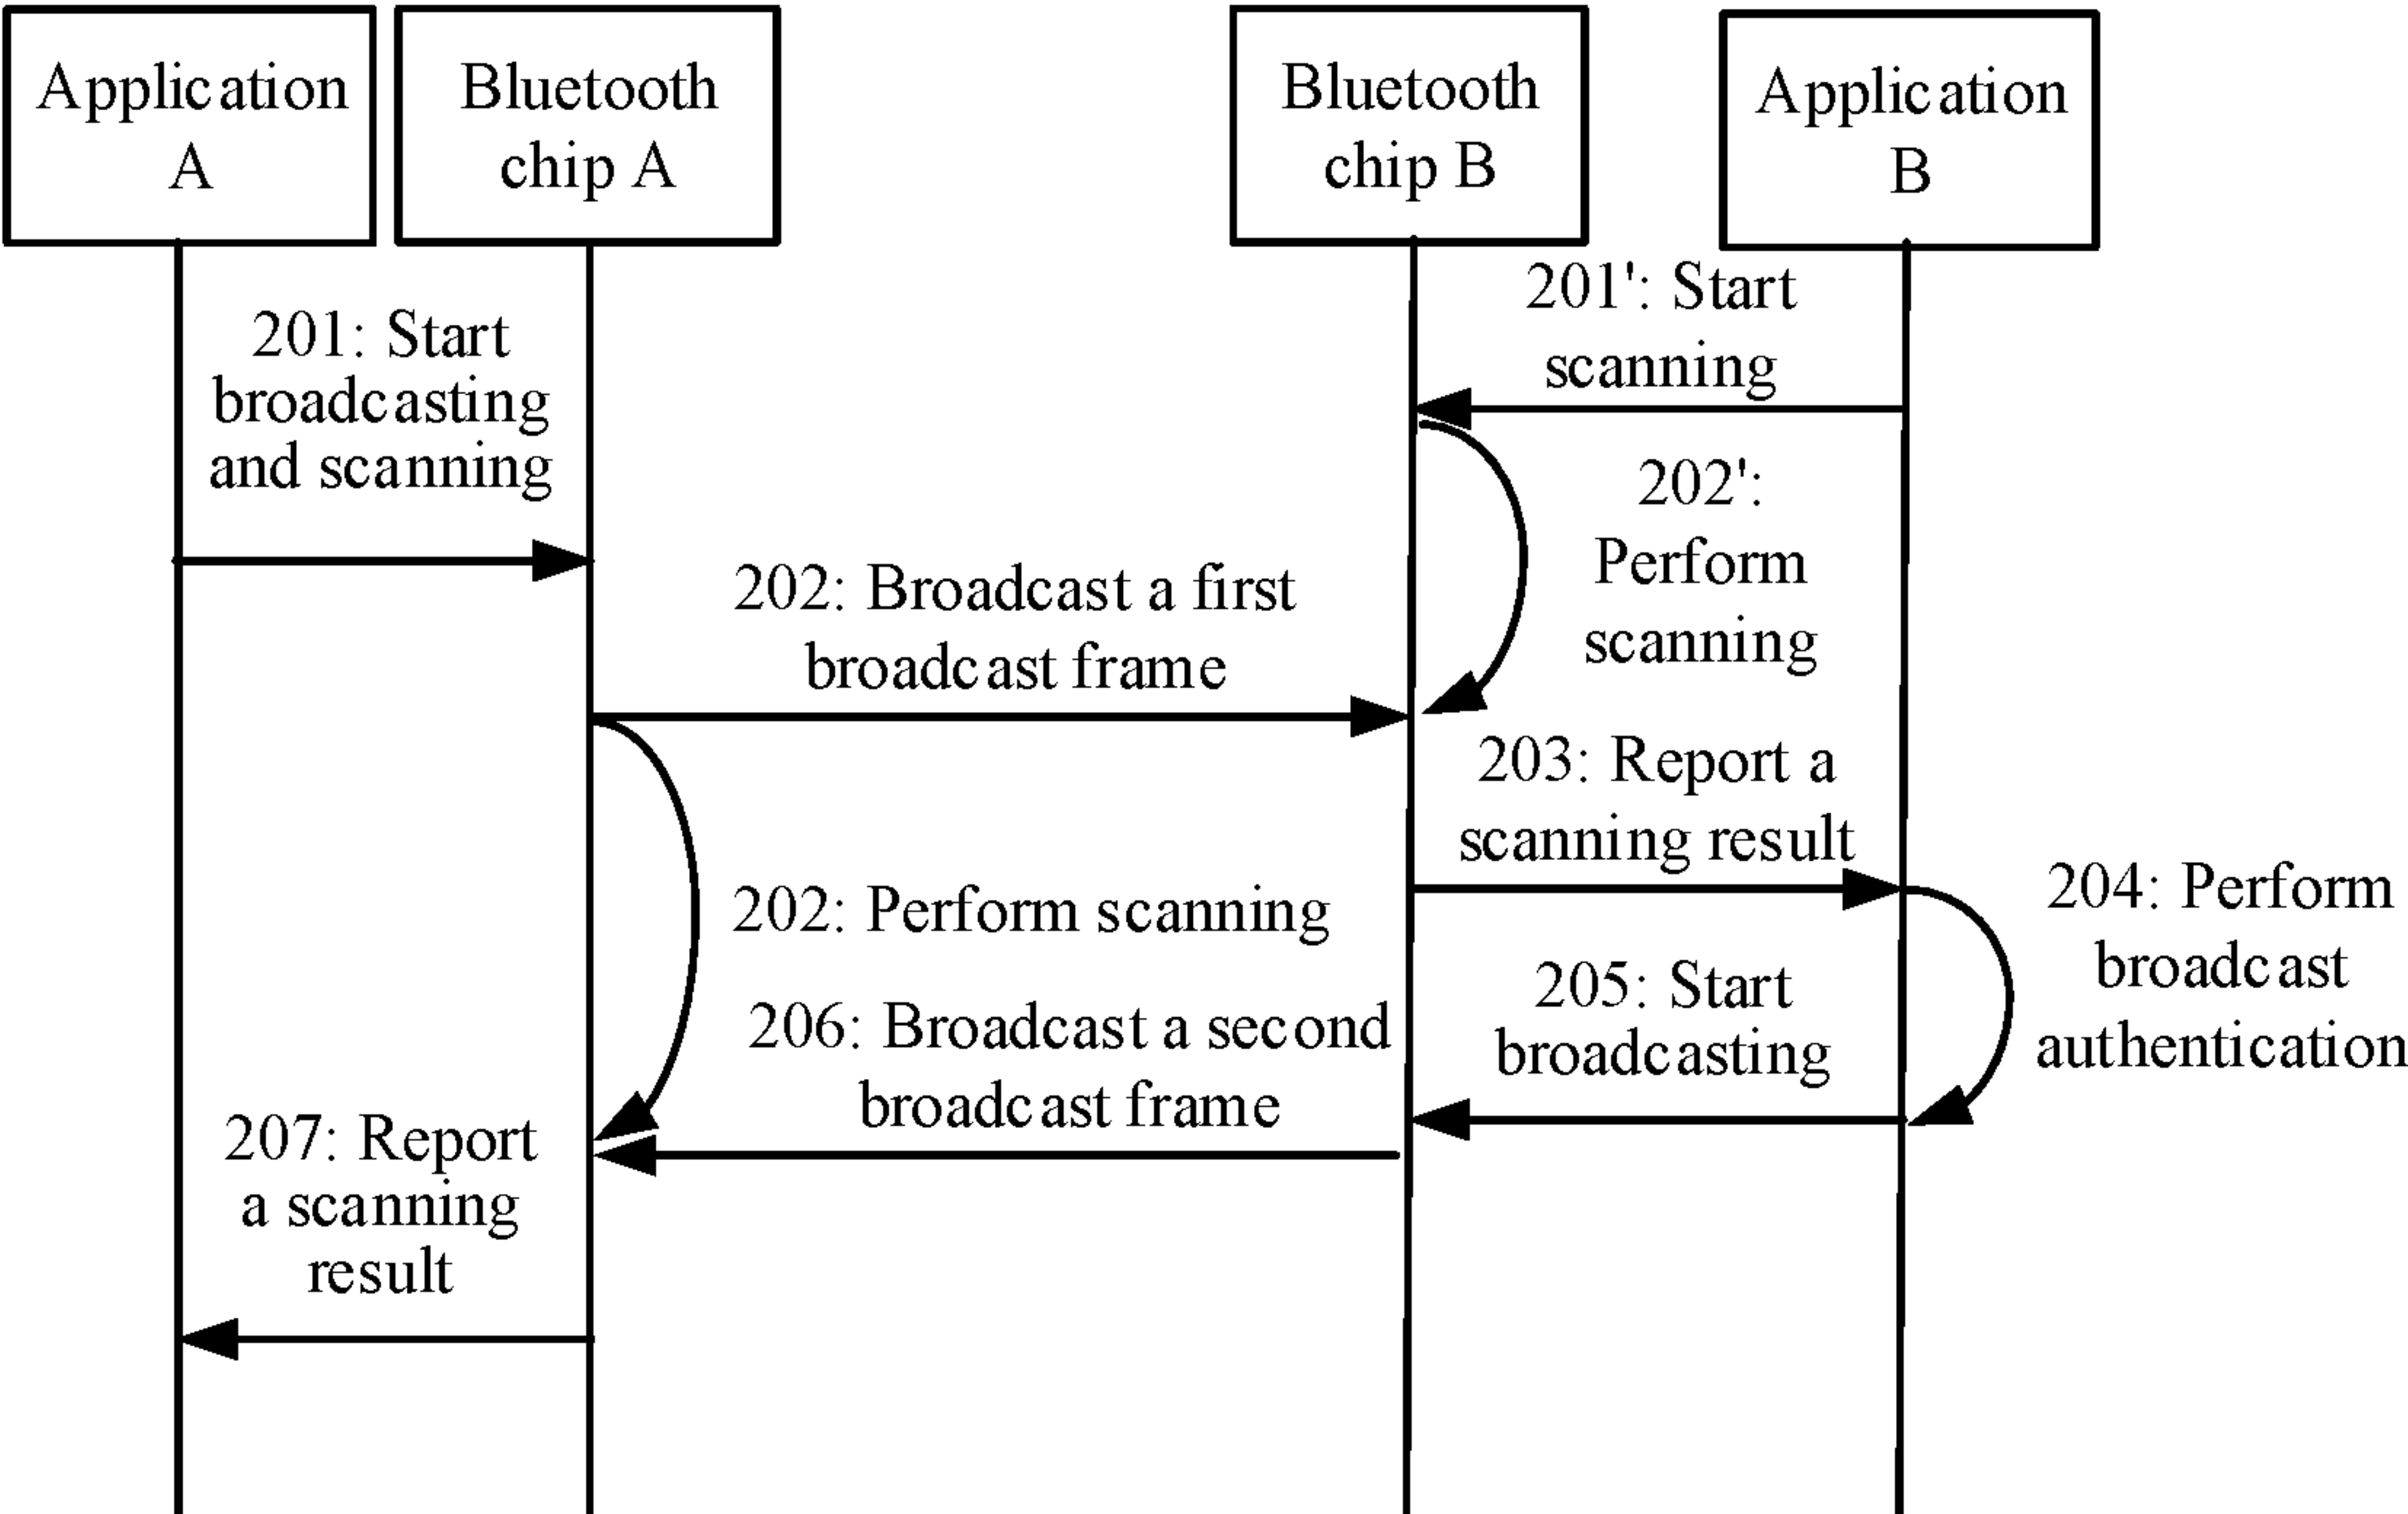 Application
A
Bluetooth
chip A
Bluetooth
chip B
Application
B
201': Start
scanning
201: Start
broadcasting
and scanning
202':
Perform
scanning
202: Broadcast a first
broadcast frame
203: Report a
scanning result
204: Perform
broadcast
authentication
202: Perform scanning
205: Start
broadcasting
206: Broadcast a second
broadcast frame
207: Report
a scanning
result